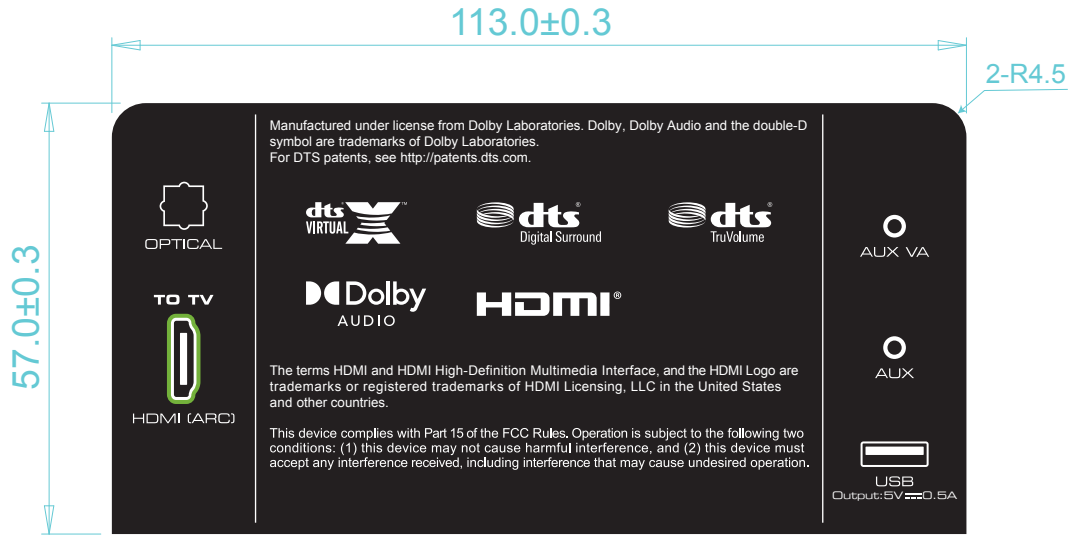 113.0±0.3
2-R4.5
57.0±0.3
Manufactured under license from Dolby Laboratories. Dolby, Dolby Audio and the double-D
symbol are trademarks of Dolby Laboratories.
For DTS patents, see http://patents.dts.com.
OPTICAL
TO TV
HDMI (ARC)
dts®
VIRTUAL X™
dts®
Digital Surround
dts®
TruVolume
Dolby
AUDIO
HDMI®
The terms HDMI and HDMI High-Definition Multimedia Interface, and the HDMI Logo are
trademarks or registered trademarks of HDMI Licensing, LLC in the United States
and other countries.
This device complies with Part 15 of the FCC Rules. Operation is subject to the following two
conditions: (1) this device may not cause harmful interference, and (2) this device must
accept any interference received, including interference that may cause undesired operation.
AUX VA
AUX
USB
Output:5V⎓0.5A